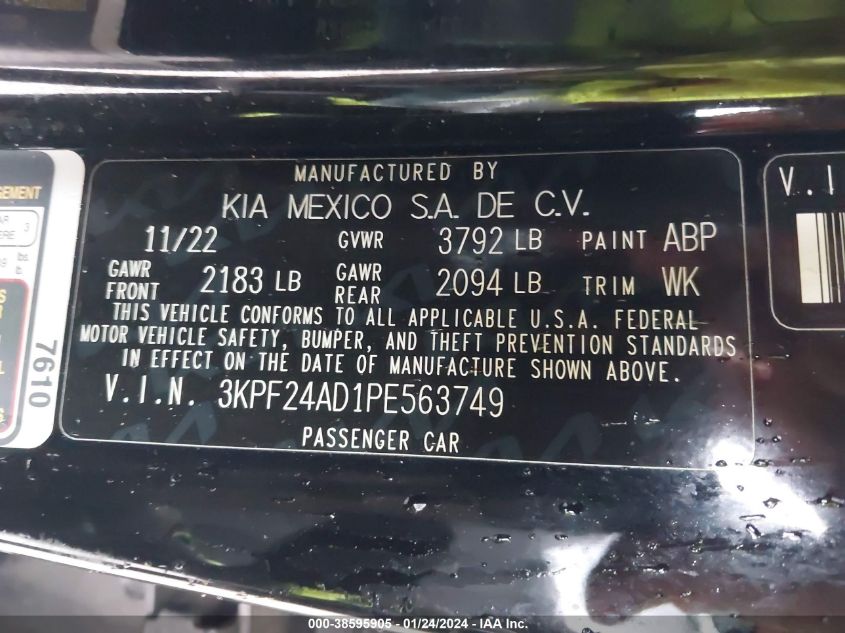 MANUFACTURED BY
KIA MEXICO S.A. DE C.V.
11/22 GVWR 3792 LB PAINT ABP
GAWR FRONT 2183 LB GAWR REAR 2094 LB TRIM WK
THIS VEHICLE CONFORMS TO ALL APPLICABLE U.S.A. FEDERAL
MOTOR VEHICLE SAFETY, BUMPER, AND THEFT PREVENTION STANDARDS
IN EFFECT ON THE DATE OF MANUFACTURE SHOWN ABOVE.
V.I.N. 3KPF24AD1PE563749
PASSENGER CAR
7610
V.I
000-38595905 - 01/24/2024 - IAA Inc.